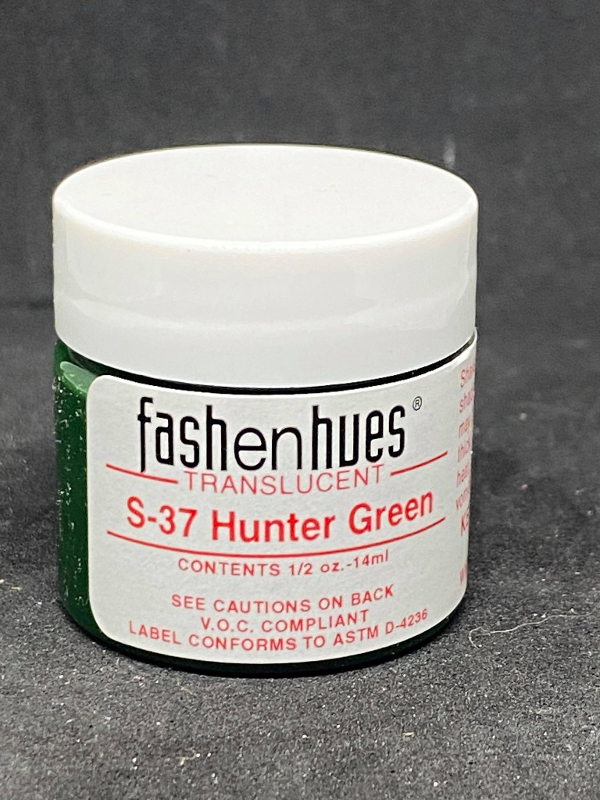 fashenhues®
TRANSLUCENT
S-37 Hunter Green
CONTENTS 1/2 oz.-14ml
SEE CAUTIONS ON BACK
V.O.C. COMPLIANT
LABEL CONFORMS TO ASTM D-4236